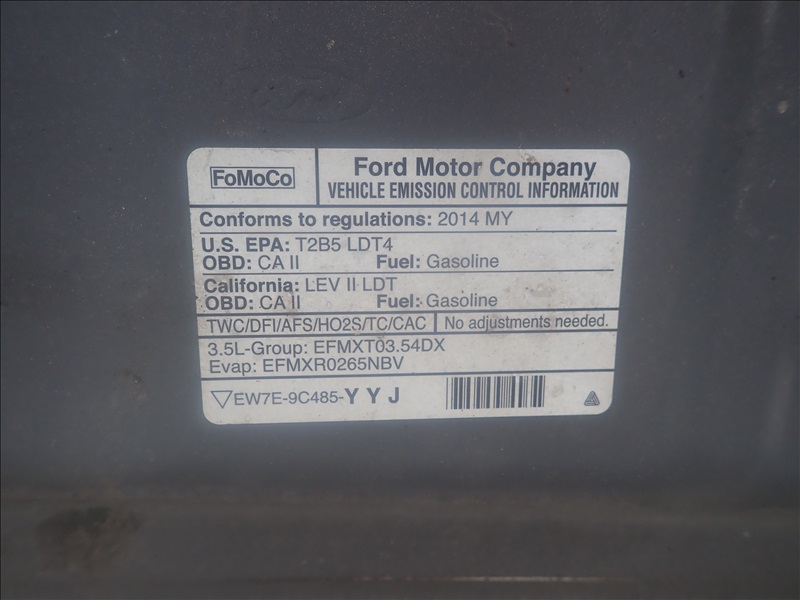 FoMoCo
Ford Motor Company
VEHICLE EMISSION CONTROL INFORMATION
Conforms to regulations: 2014 MY
U.S. EPA: T2B5 LDT4
OBD: CA II Fuel: Gasoline
California: LEV II LDT
OBD: CA II Fuel: Gasoline
TWC/DFI/AFS/HO2S/TC/CAC No adjustments needed.
3.5L-Group: EFMXT03.54DX
Evap: EFMXR0265NBV
EW7E-9C485-YYJ